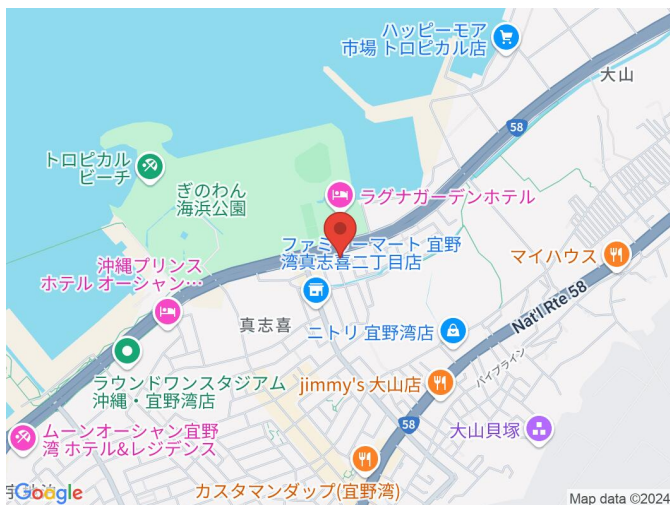 ハッピーモア
市場 トロピカル店
大山
58
トロピカル
ビーチ
ぎのわん
海浜公園
ラグナガーデンホテル
ファミリーマート 宜野
湾真志喜二丁目店
マイハウス
沖縄プリンス
ホテル オーシャン…
真志喜
ニトリ 宜野湾店
Nat'l Rte 58
ラウンドワンスタジアム
沖縄・宜野湾店
jimmy's 大山店
パイプライン
58
大山貝塚
ムーンオーシャン宜野
湾 ホテル&レジデンス
カスタマンダップ(宜野湾)
Google
Map data ©2024